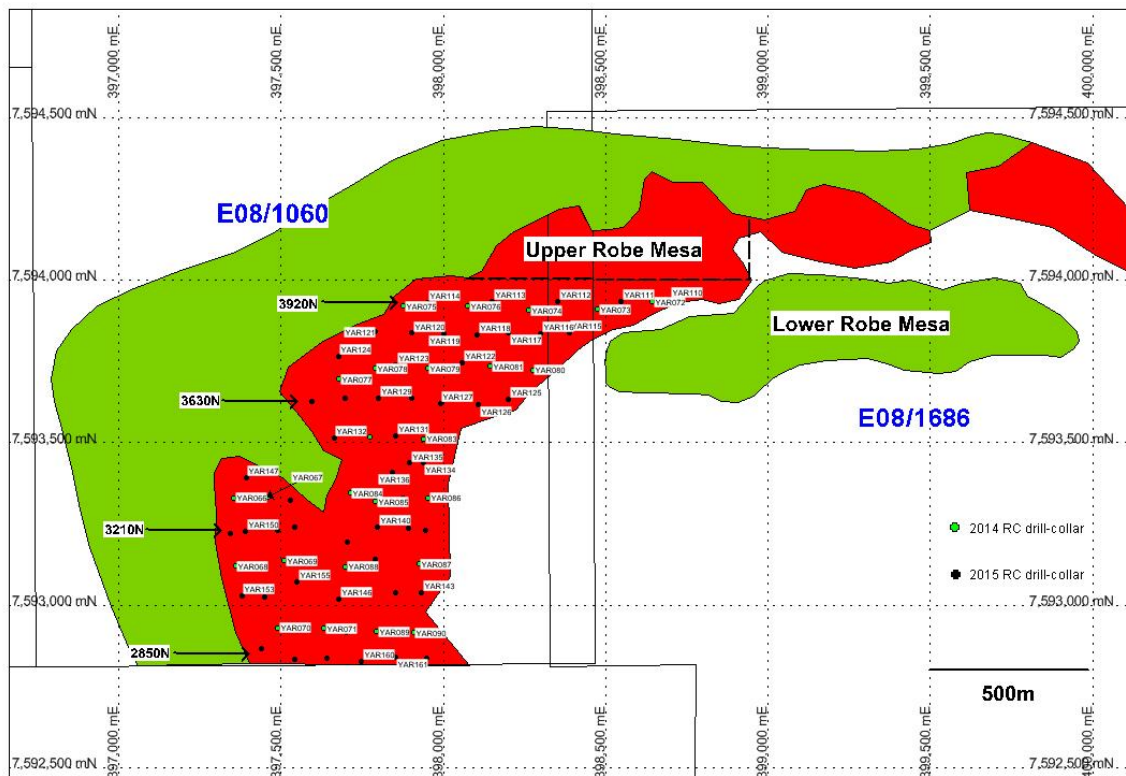 397,000 mE
397,500 mE
398,000 mE
398,500 mE
399,000 mE
399,500 mE
400,000 mE
7,594,500 mN
7,594,500 mN
E08/1060
Upper Robe Mesa
7,594,000 mN
7,594,000 mN
3920N
YAR114
YAR113
YAR112
YAR111
YAR110
YAR075
YAR076
YAR074
YAR073
YAR072
Lower Robe Mesa
YAR121
YAR120
YAR118
YAR116
YAR115
YAR119
YAR117
YAR124
YAR123
YAR122
YAR078
YAR079
YAR081
YAR080
YAR077
3630N
YAR129
YAR127
YAR125
YAR126
E08/1686
7,593,500 mN
7,593,500 mN
YAR132
YAR131
YAR083
YAR135
YAR134
YAR147
YAR067
YAR136
YAR066
YAR084
YAR085
YAR086
3210N
YAR150
YAR140
2014 RC drill-collar
YAR068
YAR069
YAR088
YAR087
2015 RC drill-collar
YAR155
YAR153
YAR146
YAR143
7,593,000 mN
7,593,000 mN
YAR070
YAR071
YAR089
YAR090
2850N
YAR160
YAR161
500m
7,592,500 mN
7,592,500 mN
397,000 mE
397,500 mE
398,000 mE
398,500 mE
399,000 mE
399,500 mE
400,000 mE